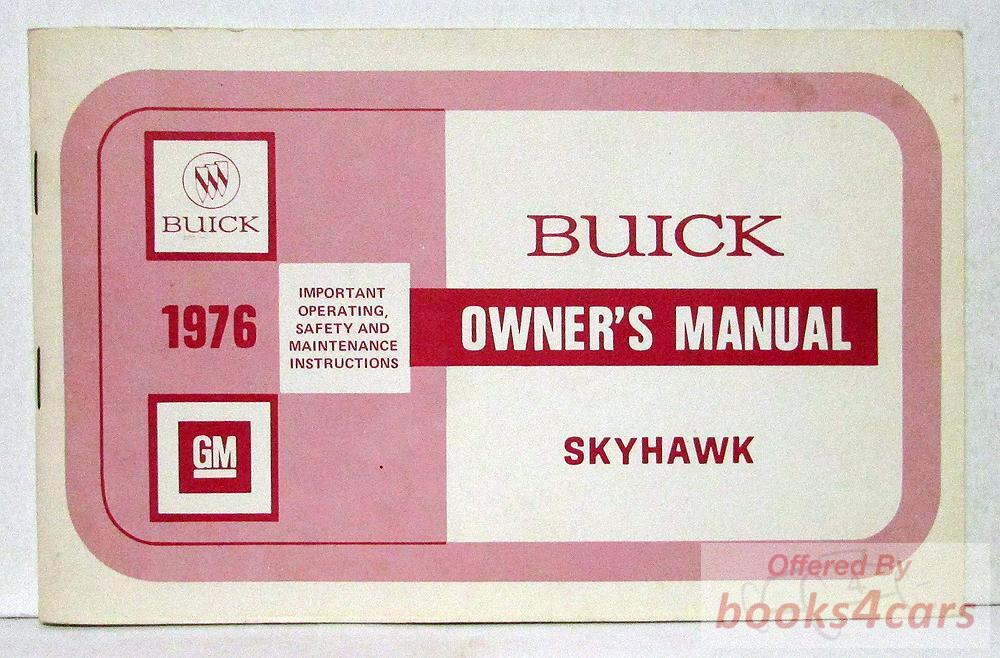 BUICK
1976
IMPORTANT
OPERATING,
SAFETY AND
MAINTENANCE
INSTRUCTIONS
GM
BUICK
OWNER'S MANUAL
SKYHAWK
Offered By
books4cars